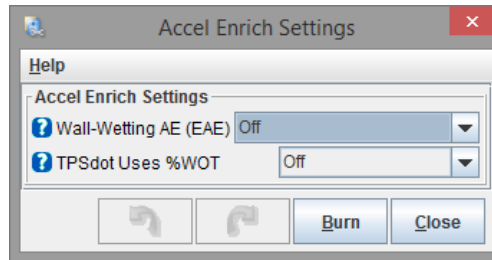 Accel Enrich Settings
Help
Accel Enrich Settings
Wall-Wetting AE (EAE) Off
TPSdot Uses %WOT Off
Burn Close